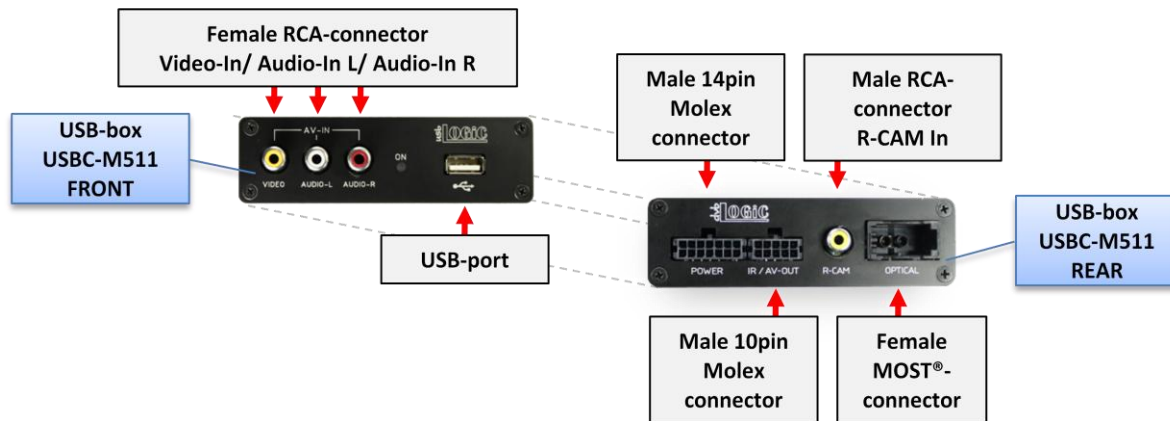 Female RCA-connector
Video-In/ Audio-In L/ Audio-In R
Male 14pin
Molex
connector
Male RCA-
connector
R-CAM In
USB-box
USBC-M511
FRONT
AV-IN
VIDEO
AUDIO-L
AUDIO-R
ON
usb LOGiC
USB-port
usb LOGiC
POWER
IR / AV-OUT
R-CAM
OPTICAL
USB-box
USBC-M511
REAR
Male 10pin
Molex
connector
Female
MOST®-
connector